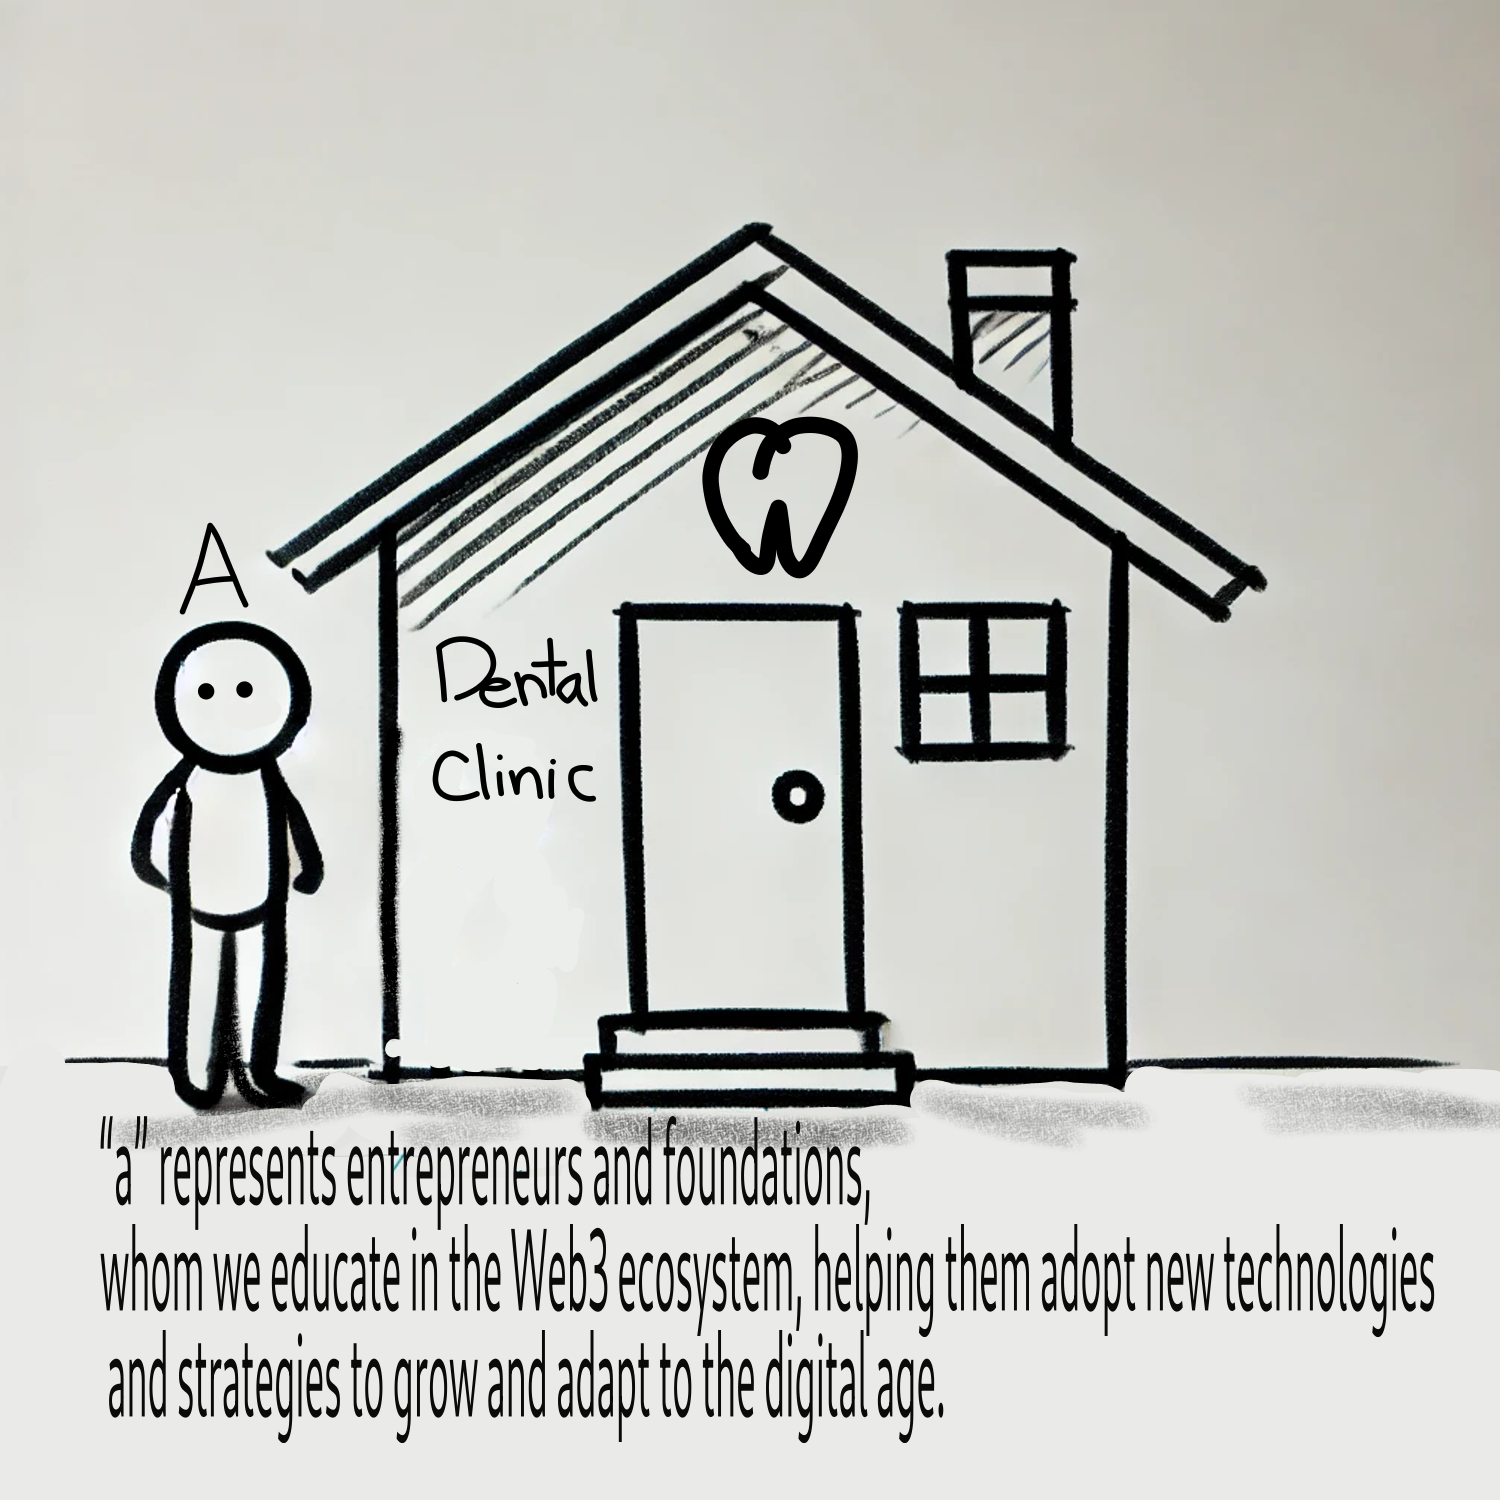 A
Dental
Clinic
"a" represents entrepreneurs and foundations,
whom we educate in the Web3 ecosystem, helping them adopt new technologies
and strategies to grow and adapt to the digital age.